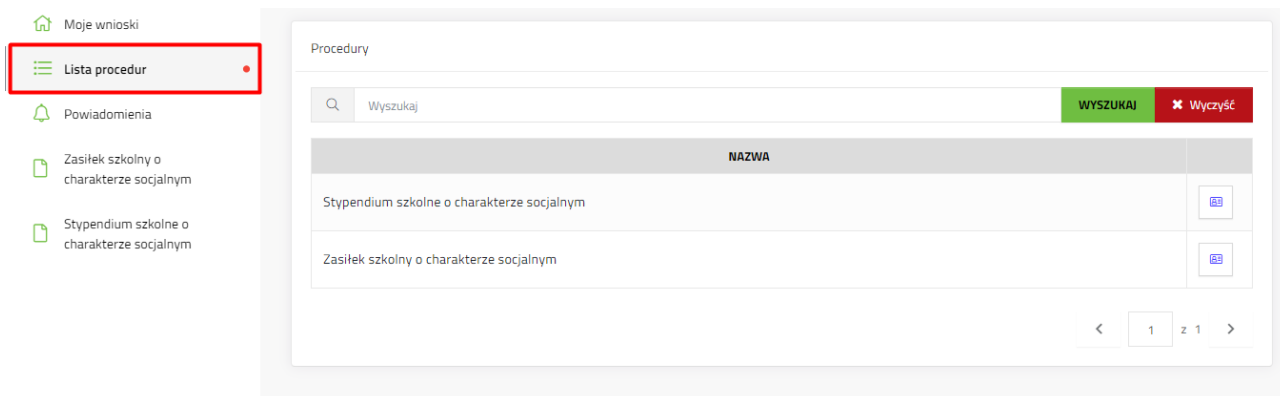 Moje wnioski
Lista procedur
Powiadomienia
Zasiłek szkolny o
charakterze socjalnym
Stypendium szkolne o
charakterze socjalnym
Procedury
Wyszukaj
WYSZUKAJ
✖ Wyczyść
NAZWA
Stypendium szkolne o charakterze socjalnym
Zasiłek szkolny o charakterze socjalnym
1 z 1